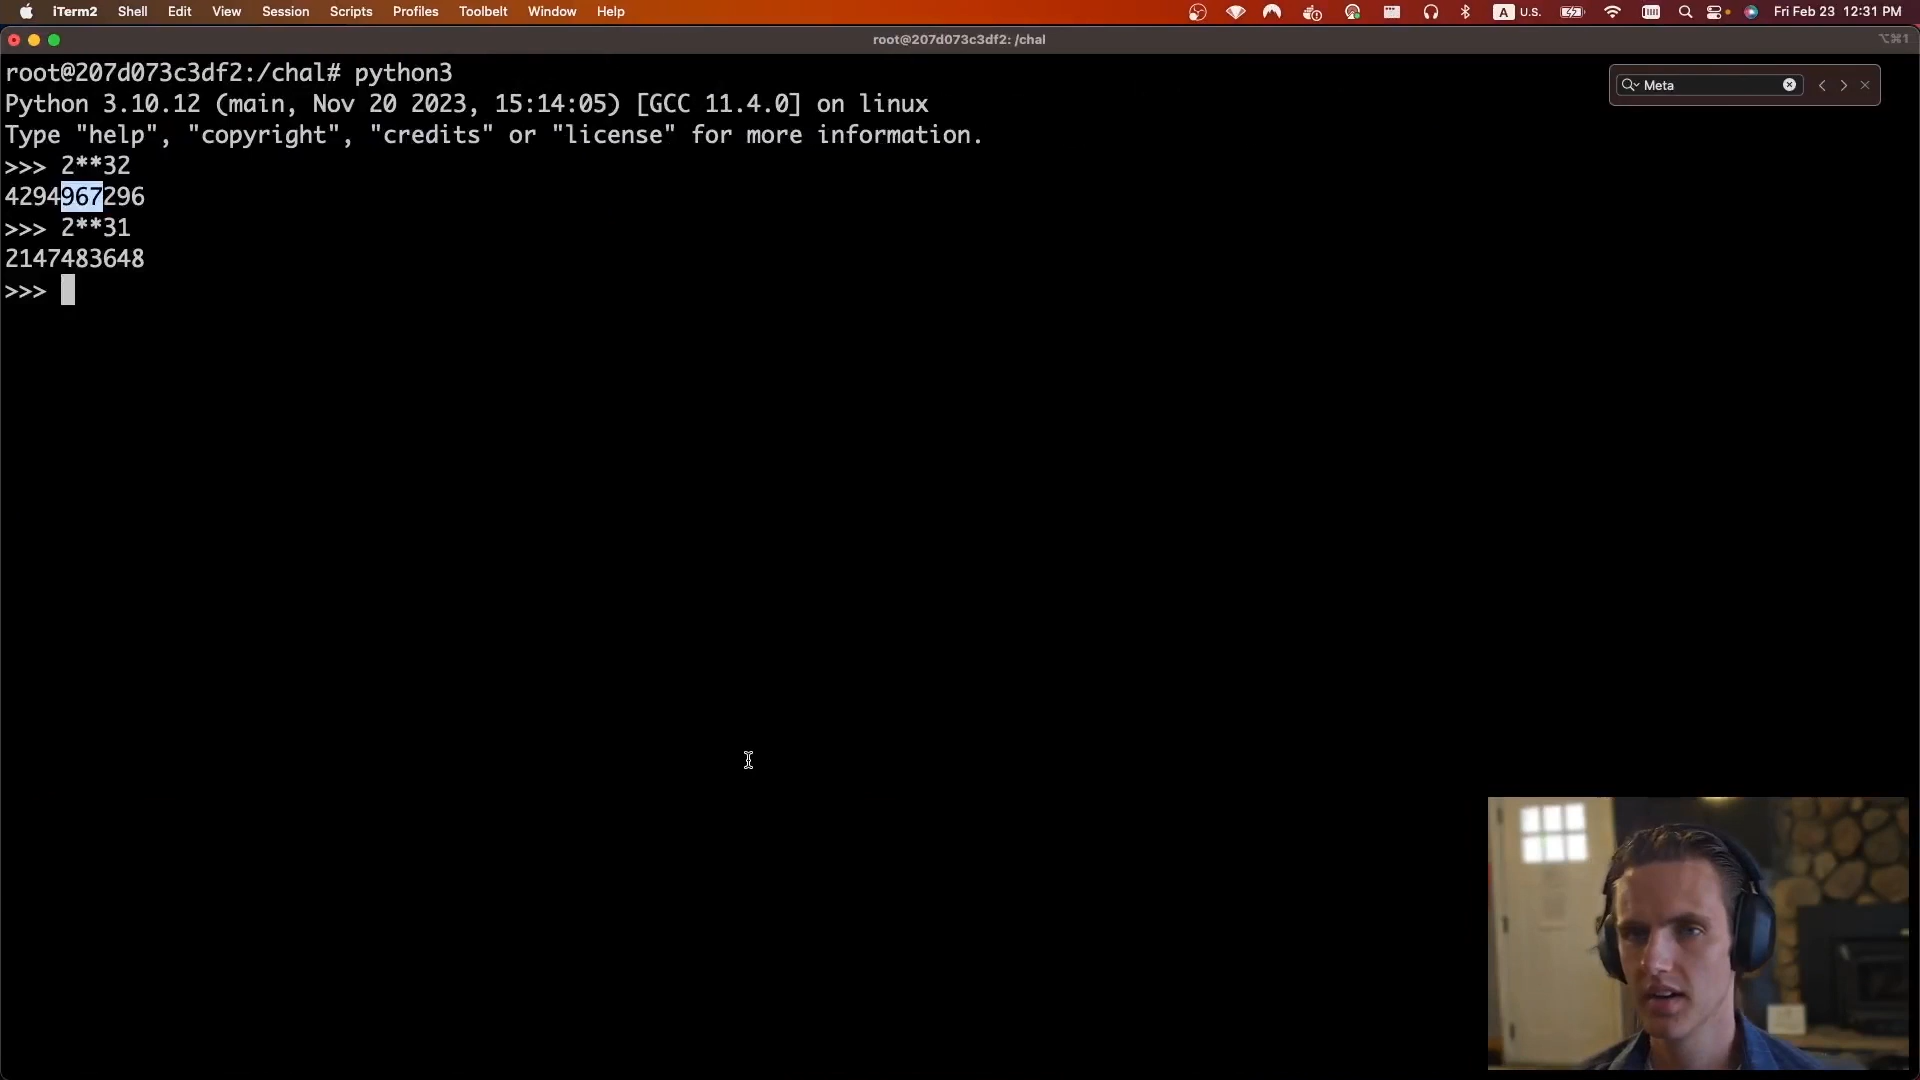 iTerm2 Shell Edit View Session Scripts Profiles Toolbelt Window Help A U.S. Fri Feb 23 12:31 PM
root@207d073c3df2: /chal ⌥⌘1
root@207d073c3df2:/chal# python3
Meta
Python 3.10.12 (main, Nov 20 2023, 15:14:05) [GCC 11.4.0] on linux
Type "help", "copyright", "credits" or "license" for more information.
>>> 2**32
4294967296
>>> 2**31
2147483648
>>>